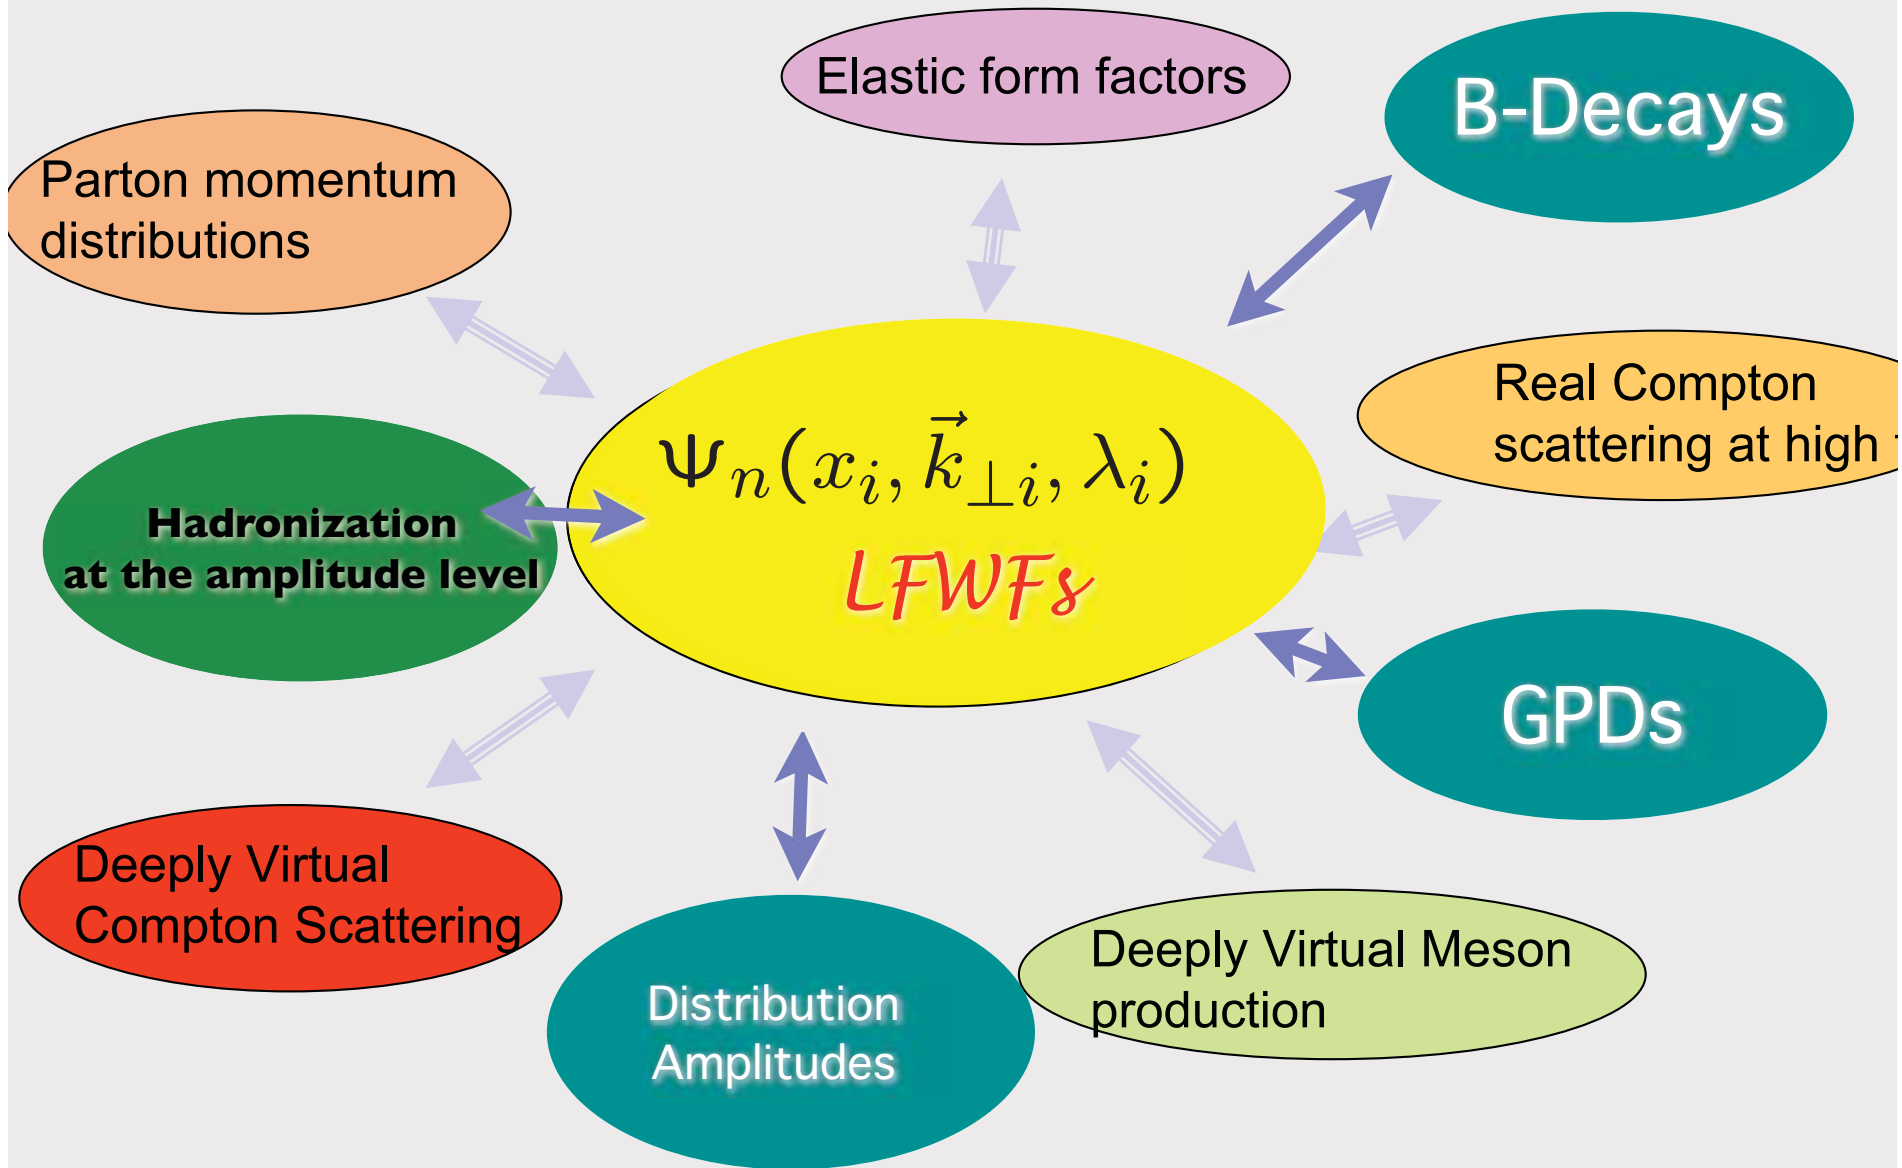 Elastic form factors
B-Decays
Parton momentum
distributions
Real Compton
scattering at high t
Ψₙ(xᵢ, k⃗⊥ᵢ, λᵢ)
LFWFs
Hadronization
at the amplitude level
GPDs
Deeply Virtual
Compton Scattering
Distribution
Amplitudes
Deeply Virtual Meson
production